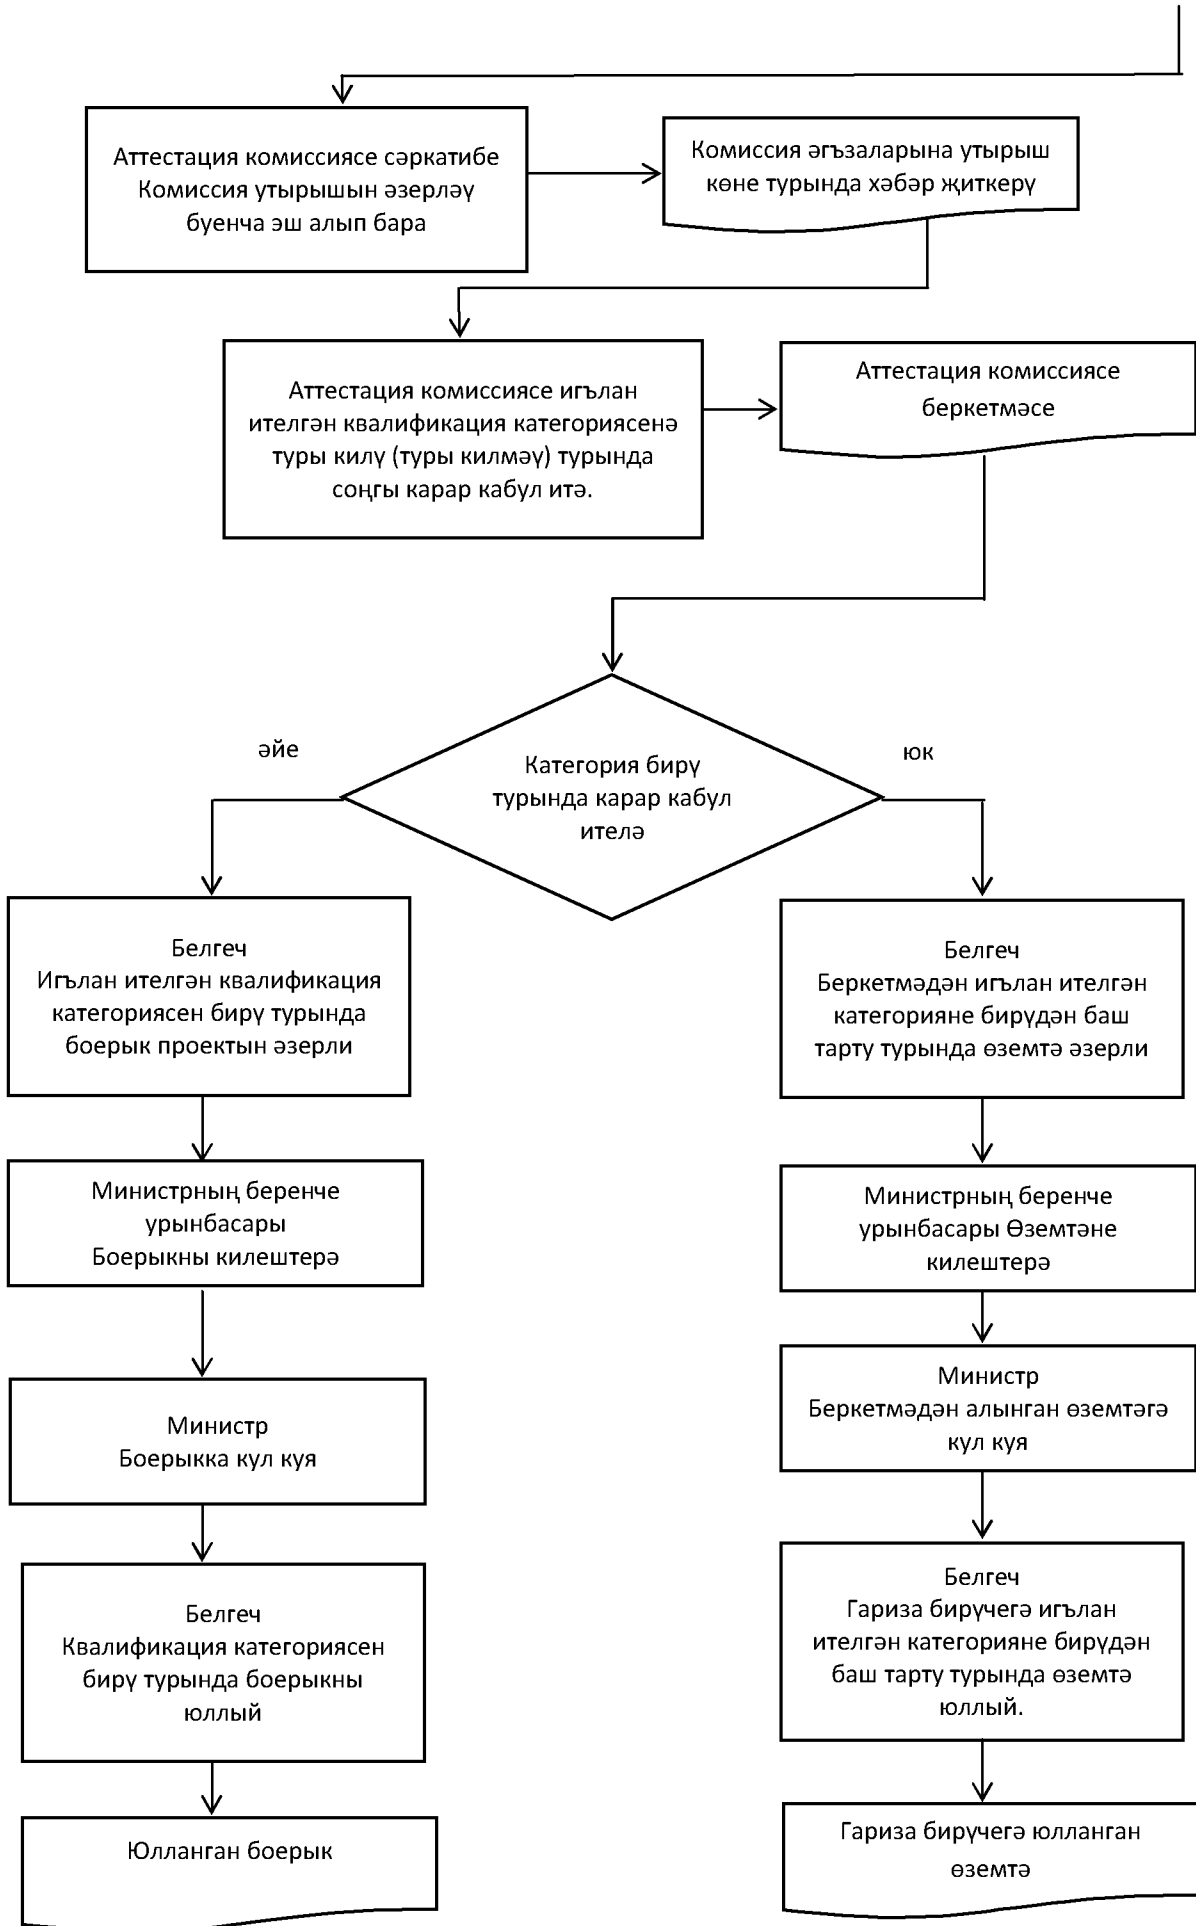 Аттестация комиссиясе сәркатибе
Комиссия утырышын әзерләү
буенча эш алып бара
Комиссия әгъзаларына утырыш
көне турында хәбәр җиткерү
Аттестация комиссиясе игълан
ителгән квалификация категориясенә
туры килү (туры килмәү) турында
соңгы карар кабул итә.
Аттестация комиссиясе
беркетмәсе
әйе
юк
Категория бирү
турында карар кабул
ителә
Белгеч
Игълан ителгән квалификация
категориясен бирү турында
боерык проектын әзерли
Белгеч
Беркетмәдән игълан ителгән
категорияне бирүдән баш
тарту турында өземтә әзерли
Министрның беренче
урынбасары
Боерыкны килештерә
Министрның беренче
урынбасары Өземтәне
килештерә
Министр
Боерыкка кул куя
Министр
Беркетмәдән алынган өземтәгә
кул куя
Белгеч
Квалификация категориясен
бирү турында боерыкны
юллый
Белгеч
Гариза бирүчегә игълан
ителгән категорияне бирүдән
баш тарту турында өземтә
юллый.
Юлланган боерык
Гариза бирүчегә юлланган
өземтә